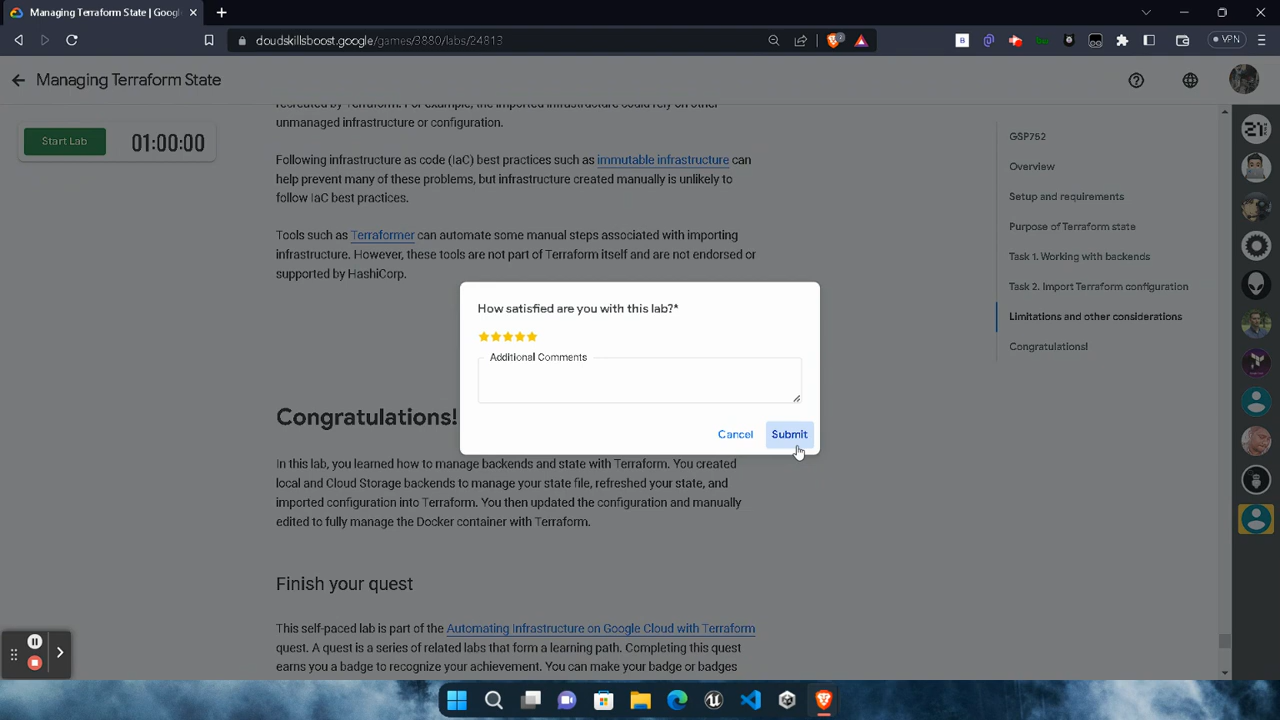 Managing Terraform State | Googl
cloudskillsboost.google/games/3880/labs/24813
VPN
Managing Terraform State
Start Lab
01:00:00
recreated by Terraform. For example, the imported infrastructure could rely on other
unmanaged infrastructure or configuration.
Following infrastructure as code (IaC) best practices such as immutable infrastructure can
help prevent many of these problems, but infrastructure created manually is unlikely to
follow IaC best practices.
Tools such as Terraformer can automate some manual steps associated with importing
infrastructure. However, these tools are not part of Terraform itself and are not endorsed or
supported by HashiCorp.
How satisfied are you with this lab?*
Additional Comments
Cancel
Submit
Congratulations!
In this lab, you learned how to manage backends and state with Terraform. You created
local and Cloud Storage backends to manage your state file, refreshed your state, and
imported configuration into Terraform. You then updated the configuration and manually
edited to fully manage the Docker container with Terraform.
Finish your quest
This self-paced lab is part of the Automating Infrastructure on Google Cloud with Terraform
quest. A quest is a series of related labs that form a learning path. Completing this quest
earns you a badge to recognize your achievement. You can make your badge or badges
GSP752
Overview
Setup and requirements
Purpose of Terraform state
Task 1. Working with backends
Task 2. Import Terraform configuration
Limitations and other considerations
Congratulations!